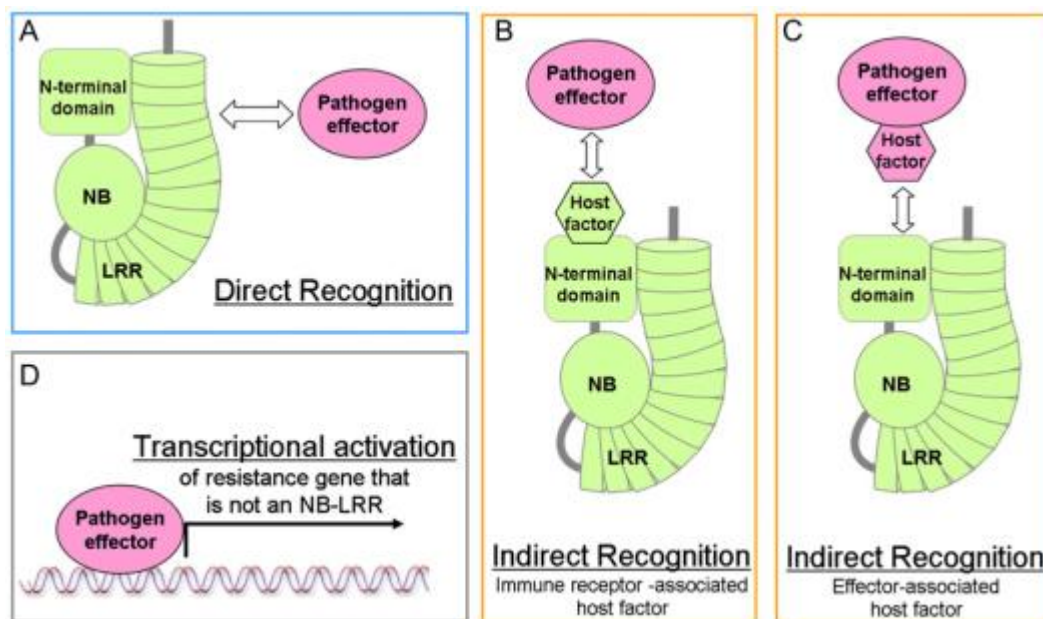 A
N-terminal
domain
NB
LRR
Pathogen
effector
Direct Recognition
B
Pathogen
effector
Host
factor
N-terminal
domain
NB
LRR
Indirect Recognition
Immune receptor -associated
host factor
C
Pathogen
effector
Host
factor
N-terminal
domain
NB
LRR
Indirect Recognition
Effector-associated
host factor
D
Transcriptional activation
of resistance gene that
is not an NB-LRR
Pathogen
effector